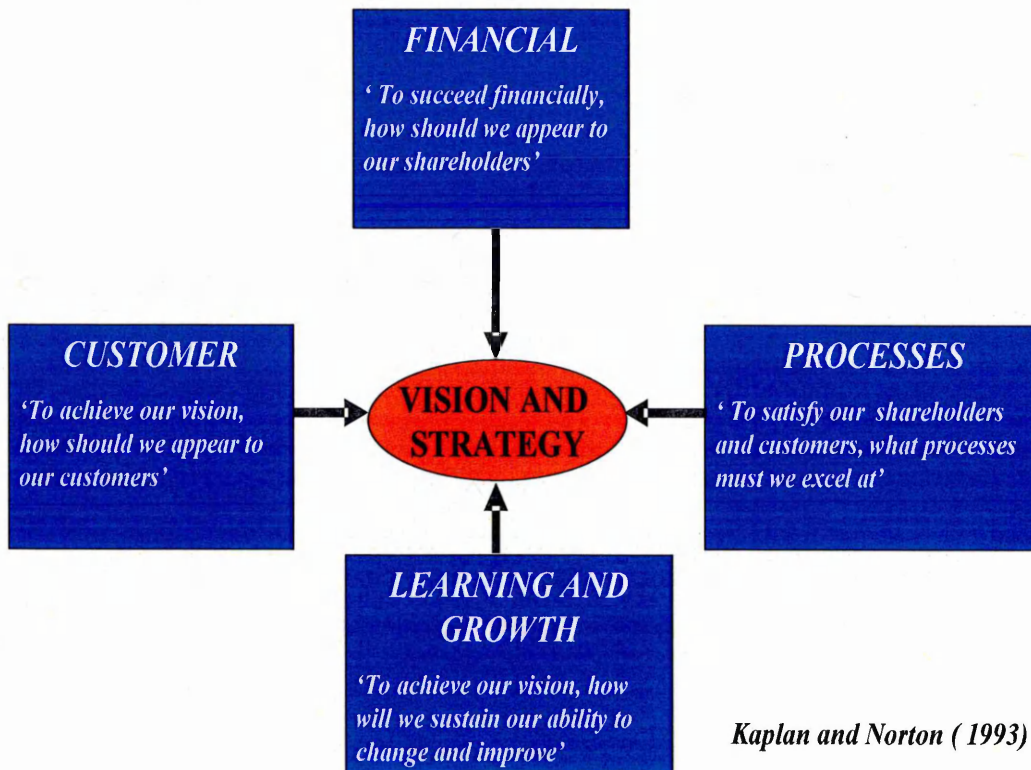 FINANCIAL
‘ To succeed financially,
how should we appear to
our shareholders’
CUSTOMER
‘To achieve our vision,
how should we appear to
our customers’
VISION AND
STRATEGY
PROCESSES
‘ To satisfy our shareholders
and customers, what processes
must we excel at’
LEARNING AND
GROWTH
‘To achieve our vision, how
will we sustain our ability to
change and improve’
Kaplan and Norton ( 1993)